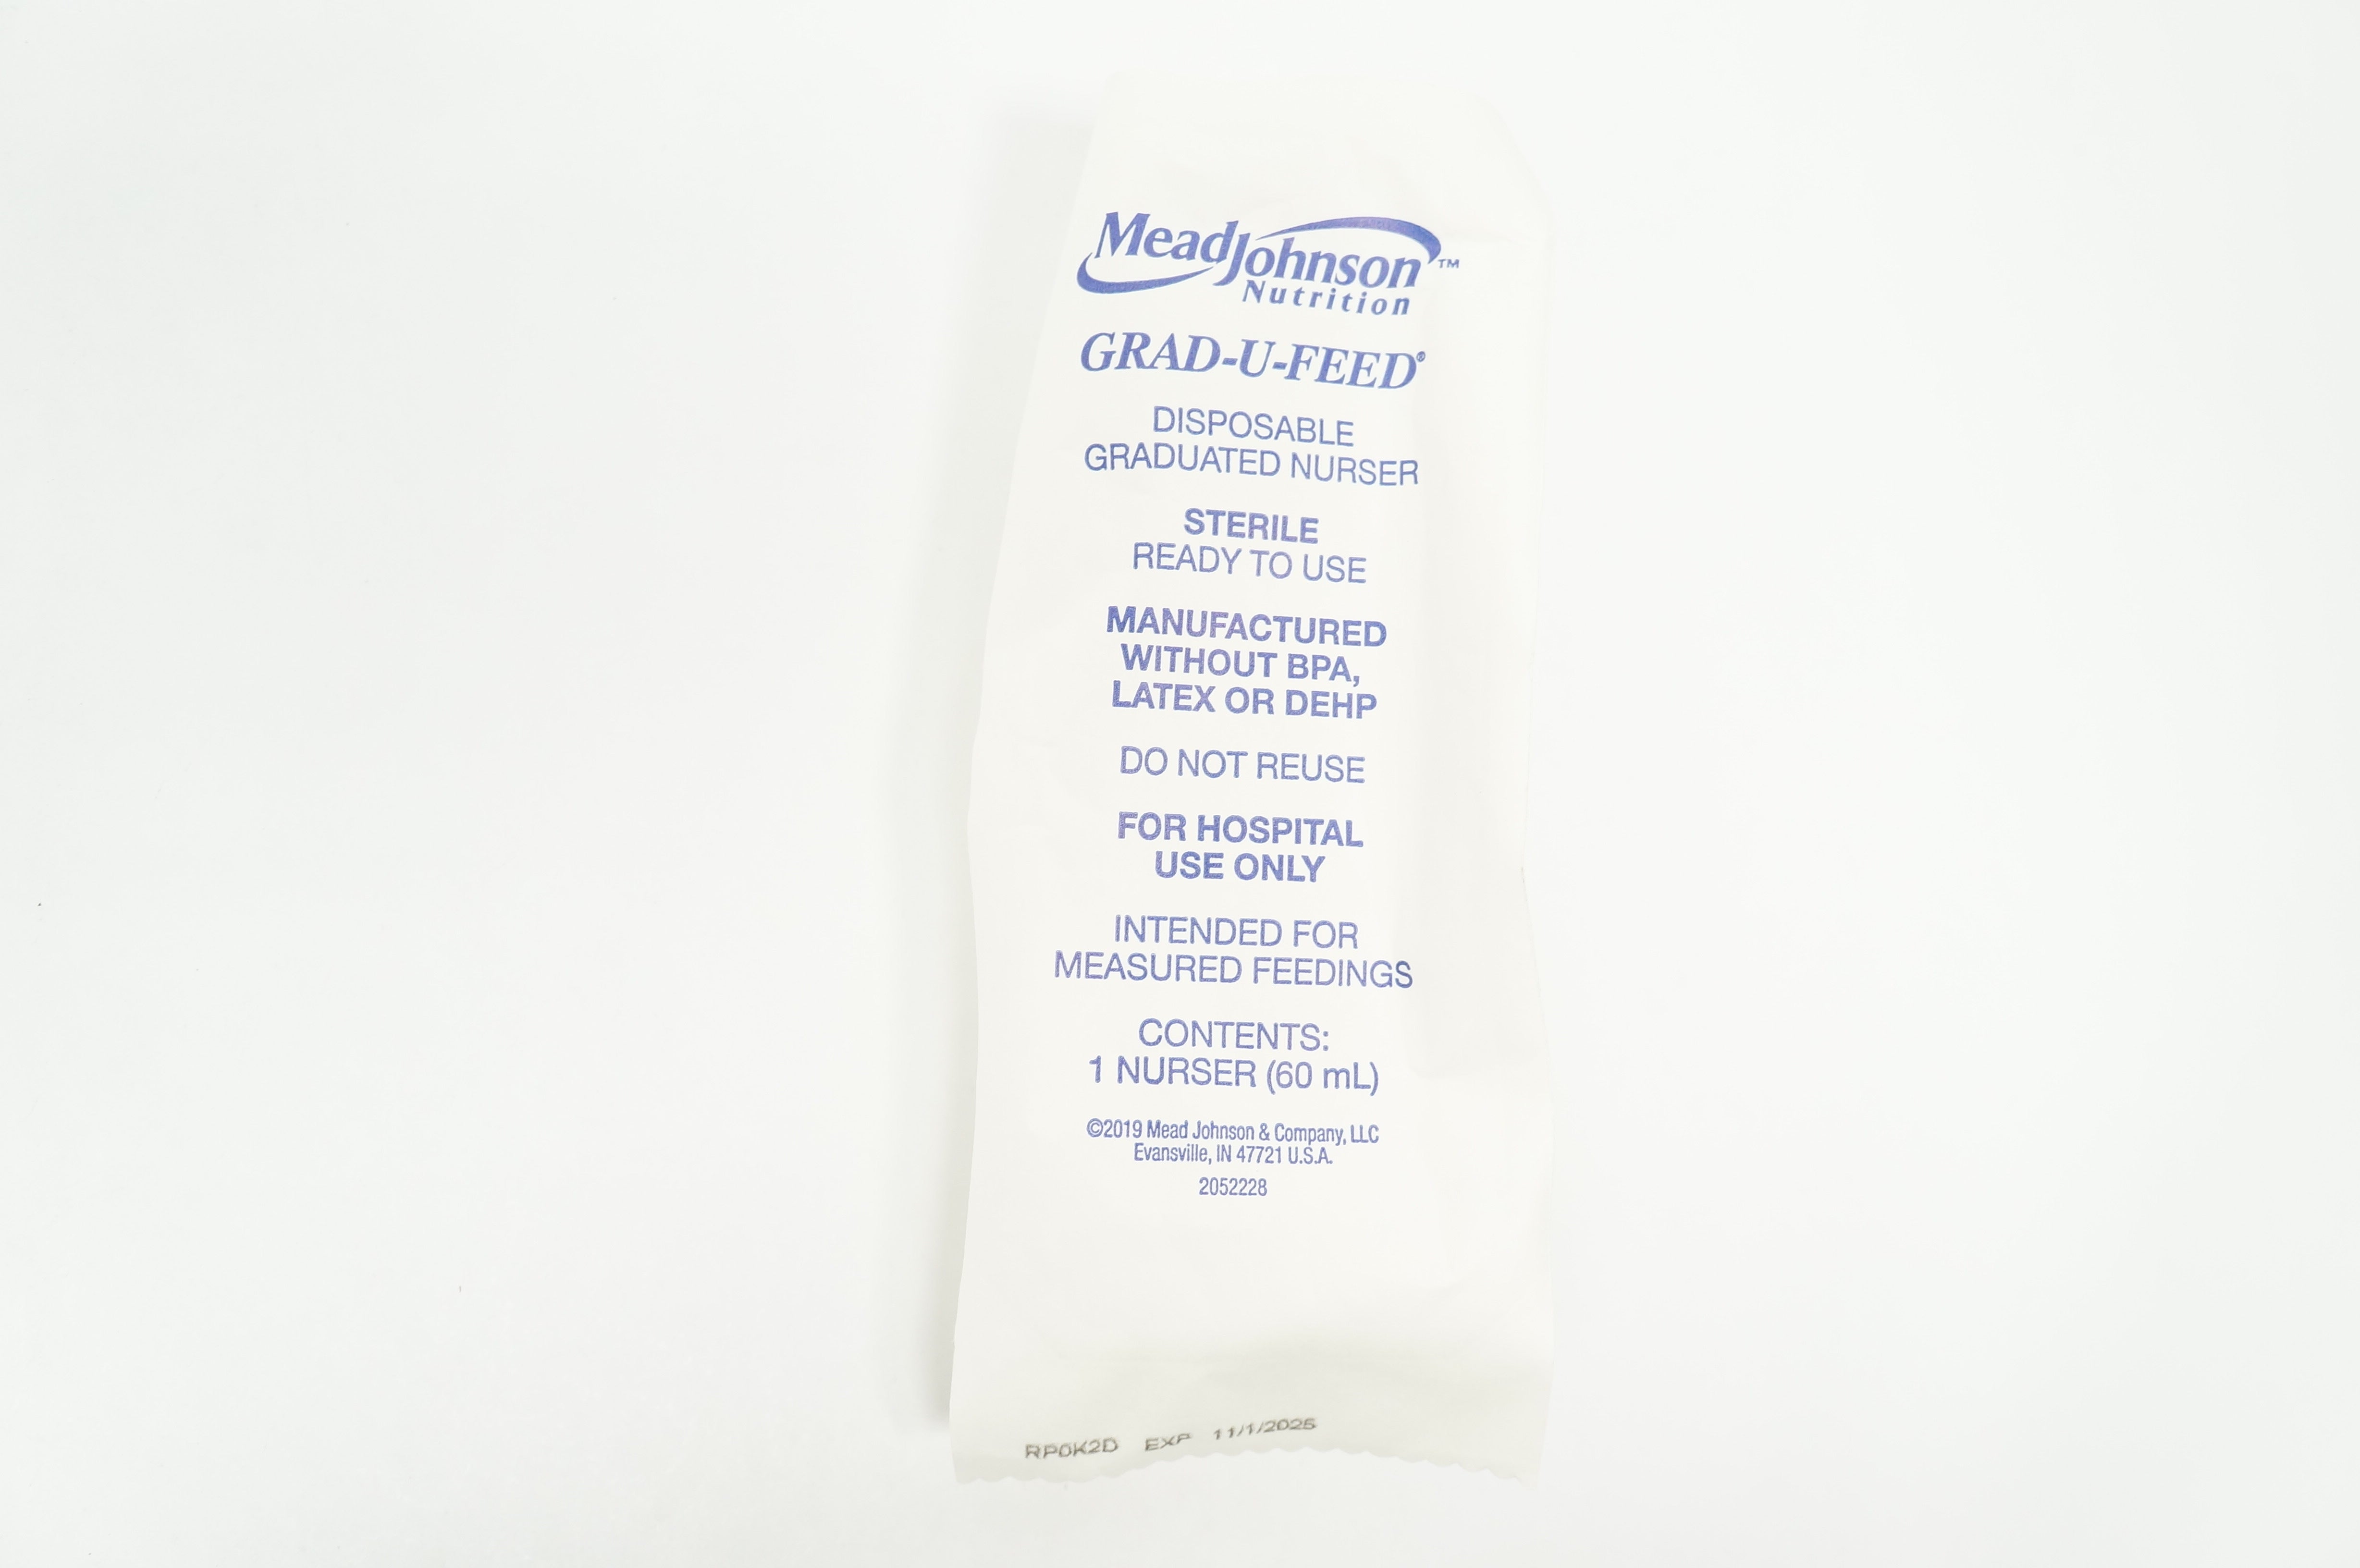 MeadJohnson™
Nutrition
GRAD-U-FEED®
DISPOSABLE
GRADUATED NURSER
STERILE
READY TO USE
MANUFACTURED
WITHOUT BPA,
LATEX OR DEHP
DO NOT REUSE
FOR HOSPITAL
USE ONLY
INTENDED FOR
MEASURED FEEDINGS
CONTENTS:
1 NURSER (60 mL)
©2019 Mead Johnson & Company, LLC
Evansville, IN 47721 U.S.A.
2052228
RP0K2D EXP 11/1/2025